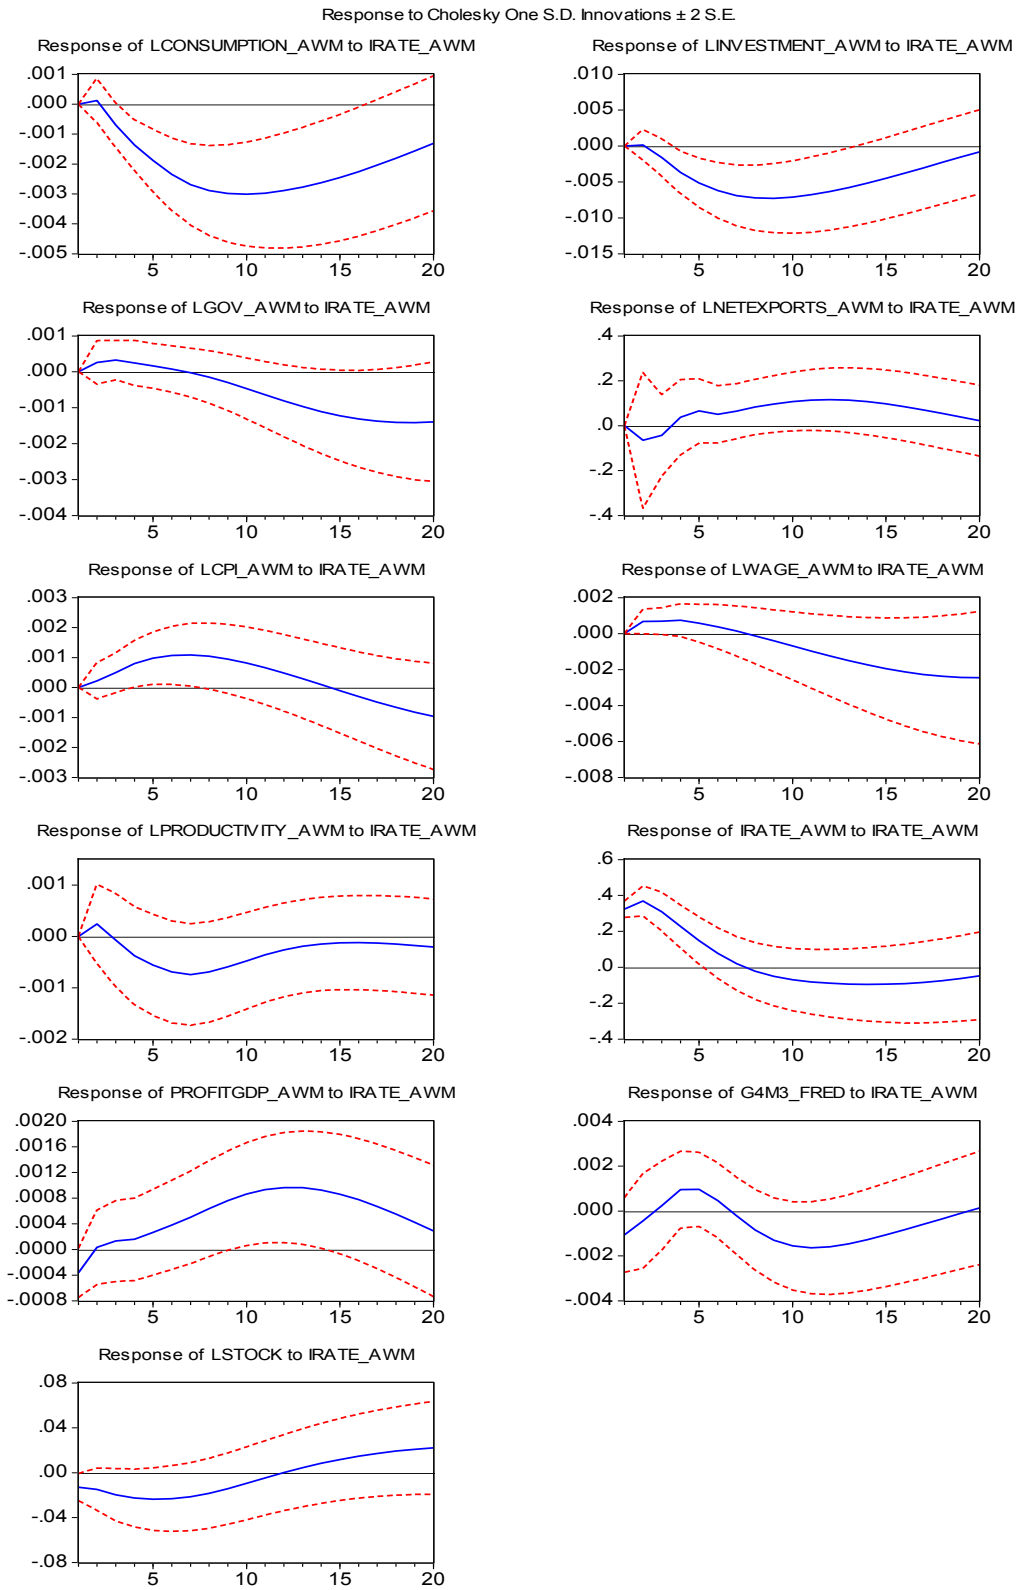 Response to Cholesky One S.D. Innovations ± 2 S.E.
Response of LCONSUMPTION_AWM to IRATE_AWM
.001
.000
-.001
-.002
-.003
-.004
-.005
5 10 15 20
Response of LINVESTMENT_AWM to IRATE_AWM
.010
.005
.000
-.005
-.010
-.015
5 10 15 20
Response of LGOV_AWM to IRATE_AWM
.001
.000
-.001
-.002
-.003
-.004
5 10 15 20
Response of LNETEXPORTS_AWM to IRATE_AWM
.4
.2
.0
-.2
-.4
5 10 15 20
Response of LCPI_AWM to IRATE_AWM
.003
.002
.001
.000
-.001
-.002
-.003
5 10 15 20
Response of LWAGE_AWM to IRATE_AWM
.002
.000
-.002
-.004
-.006
-.008
5 10 15 20
Response of LPRODUCTIVITY_AWM to IRATE_AWM
.001
.000
-.001
-.002
5 10 15 20
Response of IRATE_AWM to IRATE_AWM
.6
.4
.2
.0
-.2
-.4
5 10 15 20
Response of PROFITGDP_AWM to IRATE_AWM
.0020
.0016
.0012
.0008
.0004
.0000
-.0004
-.0008
5 10 15 20
Response of G4M3_FRED to IRATE_AWM
.004
.002
.000
-.002
-.004
5 10 15 20
Response of LSTOCK to IRATE_AWM
.08
.04
.00
-.04
-.08
5 10 15 20